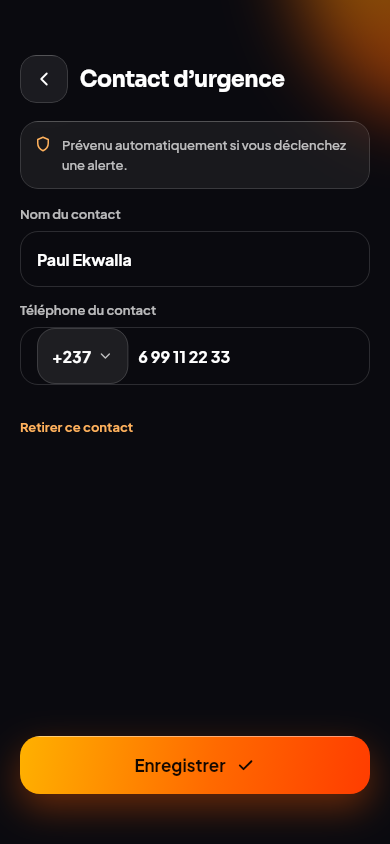 Contact d’urgence
Prévenu automatiquement si vous déclenchez
une alerte.
Nom du contact
Paul Ekwalla
Téléphone du contact
+237 6 99 11 22 33
Retirer ce contact
Enregistrer